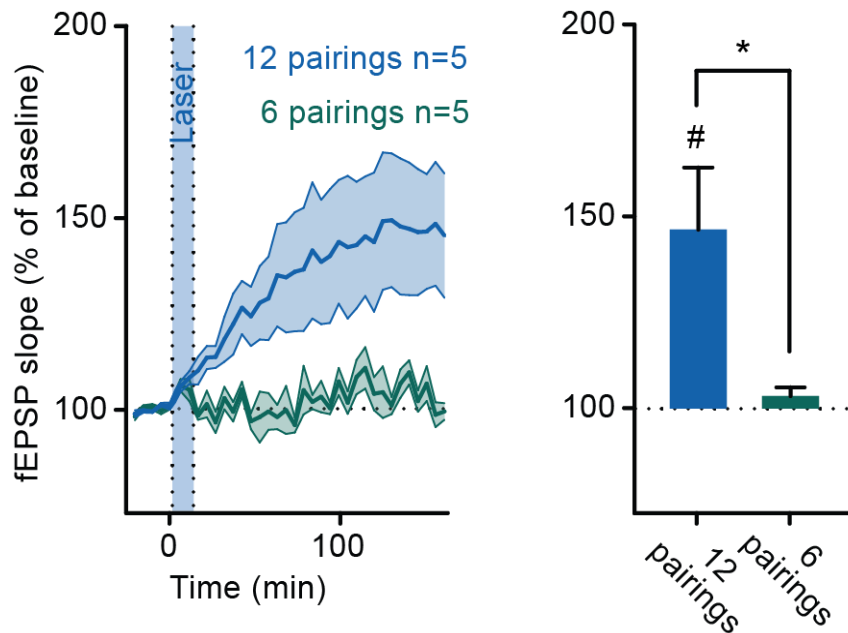 200
150
100
fEPSP slope (% of baseline)
Laser
12 pairings n=5
6 pairings n=5
0
100
Time (min)
200
150
100
*
#
12
pairings
6
pairings